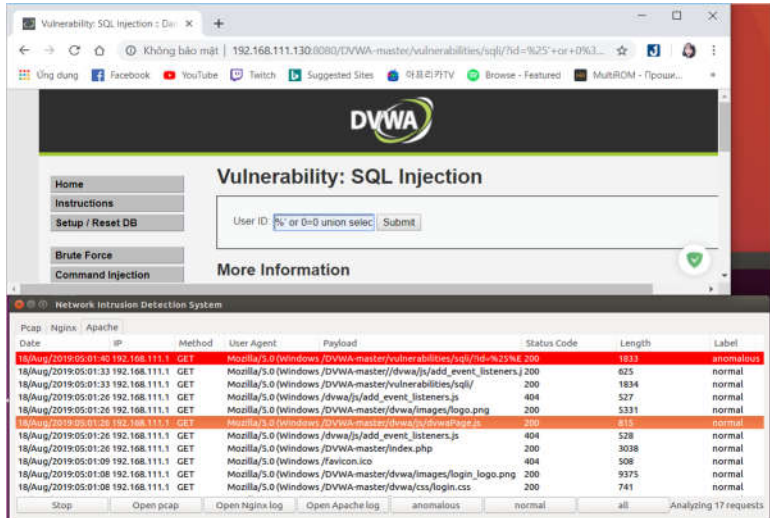 Vulnerability: SQL Injection :: Da
Không bảo mật | 192.168.111.130:8080/DVWA-master/vulnerabilities/sqli/?id=%25'+or+0%3...
Ứng dụng Facebook YouTube Twitch Suggested Sites 아프리카TV Browse - Featured MultiROM - Прошив...
DVWA
Home
Instructions
Setup / Reset DB
Brute Force
Command Injection
Vulnerability: SQL Injection
User ID: %' or 0=0 union selec Submit
More Information
Network Intrusion Detection System
Pcap Nginx Apache
Date IP Method User Agent Payload Status Code Length Label
18/Aug/2019:05:01:40 192.168.111.1 GET Mozilla/5.0 (Windows /DVWA-master/vulnerabilities/sqli/?id=%25%E 200 1833 anomalous
18/Aug/2019:05:01:33 192.168.111.1 GET Mozilla/5.0 (Windows /DVWA-master//dvwa/js/add_event_listeners.j 200 625 normal
18/Aug/2019:05:01:33 192.168.111.1 GET Mozilla/5.0 (Windows /DVWA-master/vulnerabilities/sqli/ 200 1834 normal
18/Aug/2019:05:01:26 192.168.111.1 GET Mozilla/5.0 (Windows /dvwa/js/add_event_listeners.js 404 527 normal
18/Aug/2019:05:01:26 192.168.111.1 GET Mozilla/5.0 (Windows /DVWA-master/dvwa/images/logo.png 200 5331 normal
18/Aug/2019:05:01:26 192.168.111.1 GET Mozilla/5.0 (Windows /DVWA-master/dvwa/js/dvwaPage.js 200 815 normal
18/Aug/2019:05:01:26 192.168.111.1 GET Mozilla/5.0 (Windows /dvwa/js/add_event_listeners.js 404 528 normal
18/Aug/2019:05:01:26 192.168.111.1 GET Mozilla/5.0 (Windows /DVWA-master/index.php 200 3038 normal
18/Aug/2019:05:01:09 192.168.111.1 GET Mozilla/5.0 (Windows /favicon.ico 404 508 normal
18/Aug/2019:05:01:08 192.168.111.1 GET Mozilla/5.0 (Windows /DVWA-master/dvwa/images/login_logo.png 200 9375 normal
18/Aug/2019:05:01:08 192.168.111.1 GET Mozilla/5.0 (Windows /DVWA-master/dvwa/css/login.css 200 741 normal
Stop Open pcap Open Nginx log Open Apache log anomalous normal all Analyzing 17 requests